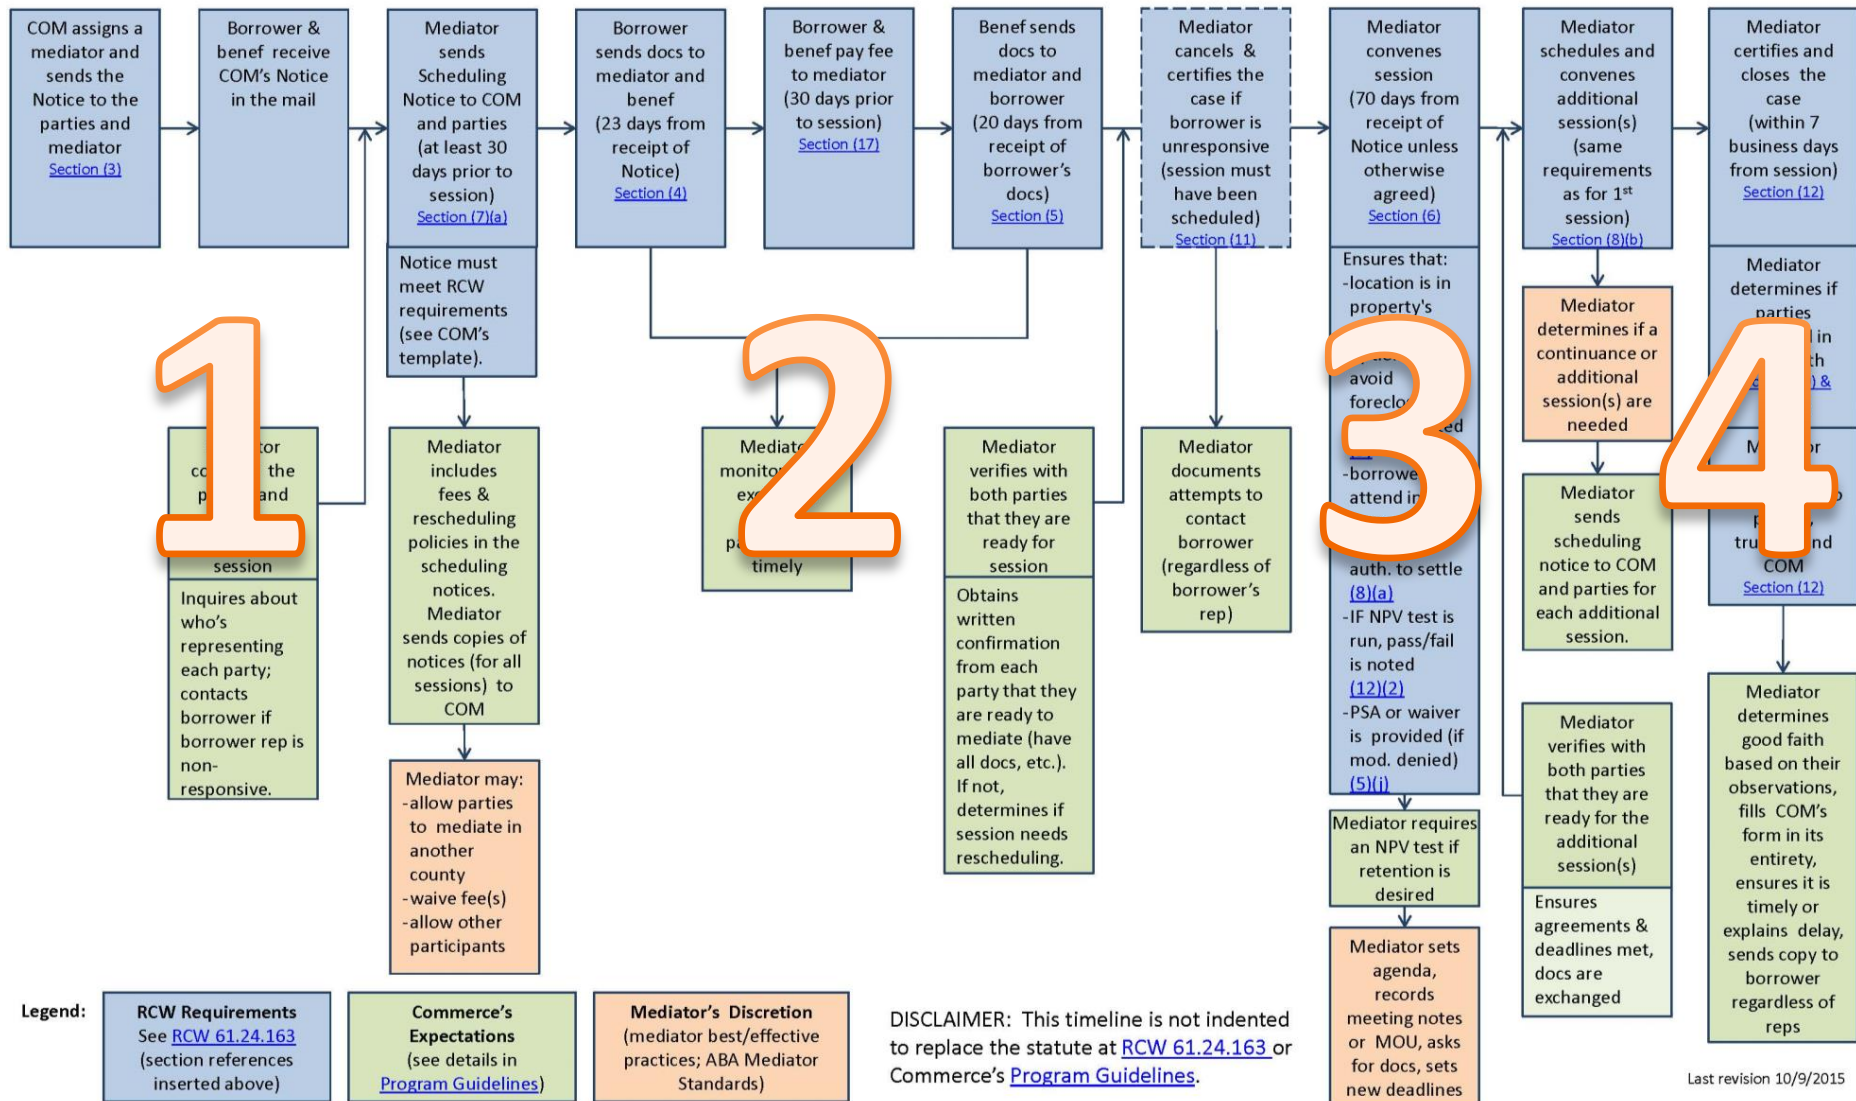 COM assigns a
mediator and
sends the
Notice to the
parties and
mediator
Section (3)
Borrower &
benef receive
COM's Notice
in the mail
Mediator
sends
Scheduling
Notice to COM
and parties
(at least 30
days prior to
session)
Section (7)(a)
Notice must
meet RCW
requirements
(see COM's
template).
Borrower
sends docs to
mediator and
benef
(23 days from
receipt of
Notice)
Section (4)
Borrower &
benef pay fee
to mediator
(30 days prior
to session)
Section (17)
Benef sends
docs to
mediator and
borrower
(20 days from
receipt of
borrower's
docs)
Section (5)
Mediator
cancels &
certifies the
case if
borrower is
unresponsive
(session must
have been
scheduled)
Section (11)
Mediator
convenes
session
(70 days from
receipt of
Notice unless
otherwise
agreed)
Section (6)
Ensures that:
-location is in
property's
avoid
-borrowe
attend in
auth. to settle
(8)(a)
-IF NPV test is
run, pass/fail
is noted
(12)(2)
-PSA or waiver
is provided (if
mod. denied)
(5)(j)
Mediator
schedules and
convenes
additional
session(s)
(same
requirements
as for 1st
session)
Section (8)(b)
Mediator
certifies and
closes the
case
(within 7
business days
from session)
Section (12)
Mediator
determines if
parties
in
&
1
2
3
4
the
and
session
Inquires about
who's
representing
each party;
contacts
borrower if
borrower rep is
non-
responsive.
Mediator
includes
fees &
rescheduling
policies in the
scheduling
notices.
Mediator
sends copies of
notices (for all
sessions) to
COM
Mediator may:
-allow parties
to mediate in
another
county
-waive fee(s)
-allow other
participants
timely
Mediator
verifies with
both parties
that they are
ready for
session
Obtains
written
confirmation
from each
party that they
are ready to
mediate (have
all docs, etc.).
If not,
determines if
session needs
rescheduling.
Mediator
documents
attempts to
contact
borrower
(regardless of
borrower's
rep)
Mediator requires
an NPV test if
retention is
desired
Mediator sets
agenda,
records
meeting notes
or MOU, asks
for docs, sets
new deadlines
Mediator
determines if a
continuance or
additional
session(s) are
needed
Mediator
sends
scheduling
notice to COM
and parties for
each additional
session.
Mediator
verifies with
both parties
that they are
ready for the
additional
session(s)
Ensures
agreements &
deadlines met,
docs are
exchanged
COM
Section (12)
Mediator
determines
good faith
based on their
observations,
fills COM's
form in its
entirety,
ensures it is
timely or
explains delay,
sends copy to
borrower
regardless of
reps
Legend:
RCW Requirements
See RCW 61.24.163
(section references
inserted above)
Commerce's
Expectations
(see details in
Program Guidelines)
Mediator's Discretion
(mediator best/effective
practices; ABA Mediator
Standards)
DISCLAIMER: This timeline is not indented
to replace the statute at RCW 61.24.163 or
Commerce's Program Guidelines.
Last revision 10/9/2015